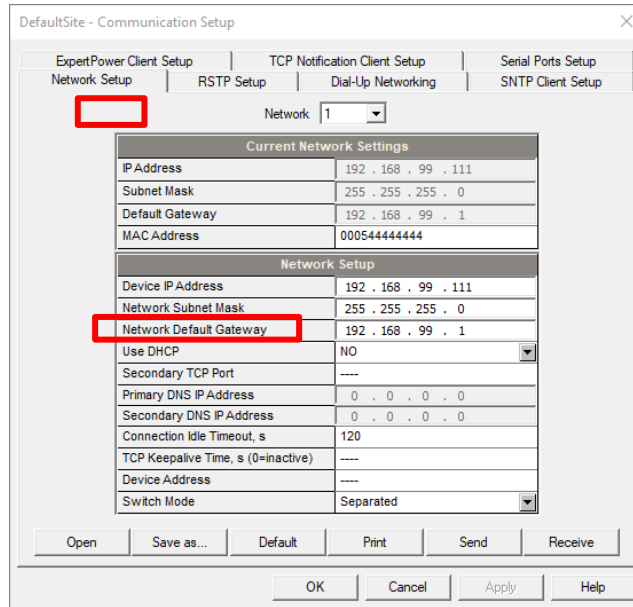 DefaultSite - Communication Setup
ExpertPower Client Setup TCP Notification Client Setup Serial Ports Setup
Network Setup RSTP Setup Dial-Up Networking SNTP Client Setup
Network 1
Current Network Settings
IP Address 192 . 168 . 99 . 111
Subnet Mask 255 . 255 . 255 . 0
Default Gateway 192 . 168 . 99 . 1
MAC Address 000544444444
Network Setup
Device IP Address 192 . 168 . 99 . 111
Network Subnet Mask 255 . 255 . 255 . 0
Network Default Gateway 192 . 168 . 99 . 1
Use DHCP NO
Secondary TCP Port ----
Primary DNS IP Address 0 . 0 . 0 . 0
Secondary DNS IP Address 0 . 0 . 0 . 0
Connection Idle Timeout, s 120
TCP Keepalive Time, s (0=inactive) ----
Device Address ----
Switch Mode Separated
Open Save as... Default Print Send Receive
OK Cancel Apply Help